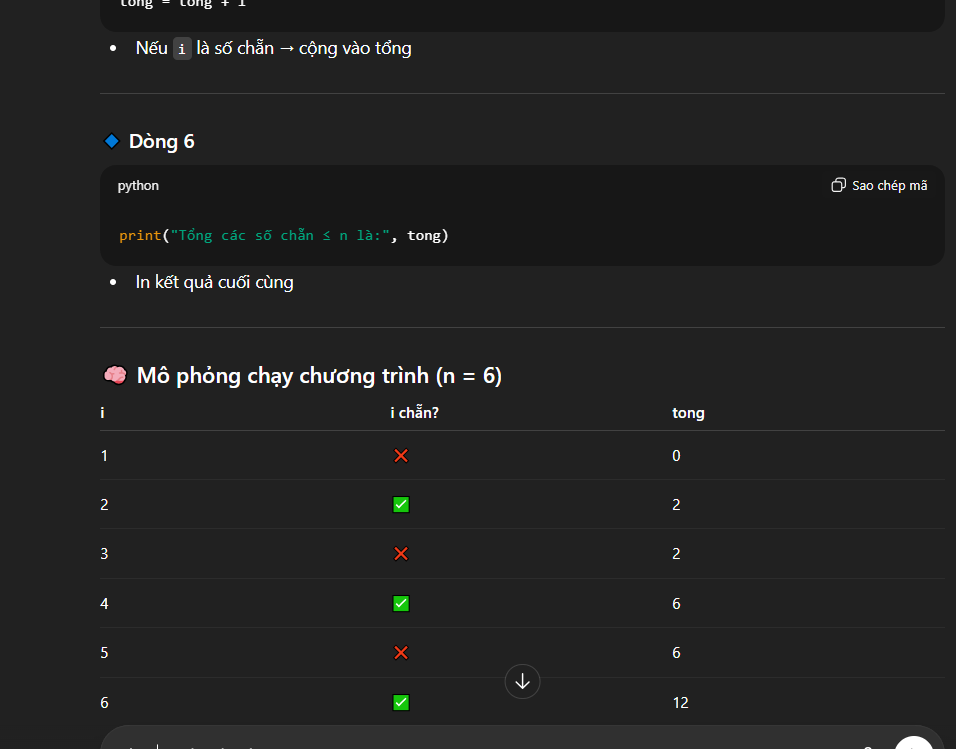 tong = tong + i
Nếu i là số chẵn → cộng vào tổng
Dòng 6
python
Sao chép mã
print("Tổng các số chẵn ≤ n là:", tong)
In kết quả cuối cùng
Mô phỏng chạy chương trình (n = 6)
i i chẵn? tong
1 ❌ 0
2 ✅ 2
3 ❌ 2
4 ✅ 6
5 ❌ 6
6 ✅ 12